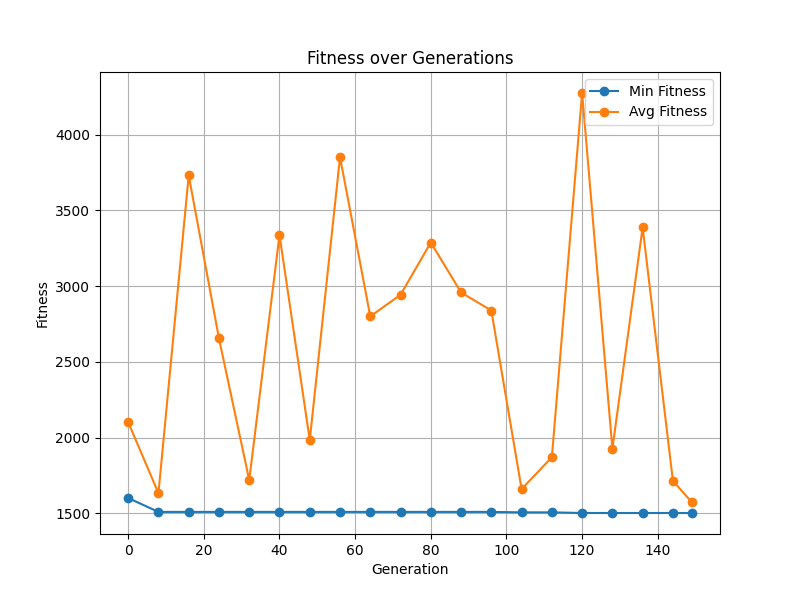 Fitness over Generations
Min Fitness
Avg Fitness
Fitness
4000
3500
3000
2500
2000
1500
0 20 40 60 80 100 120 140
Generation